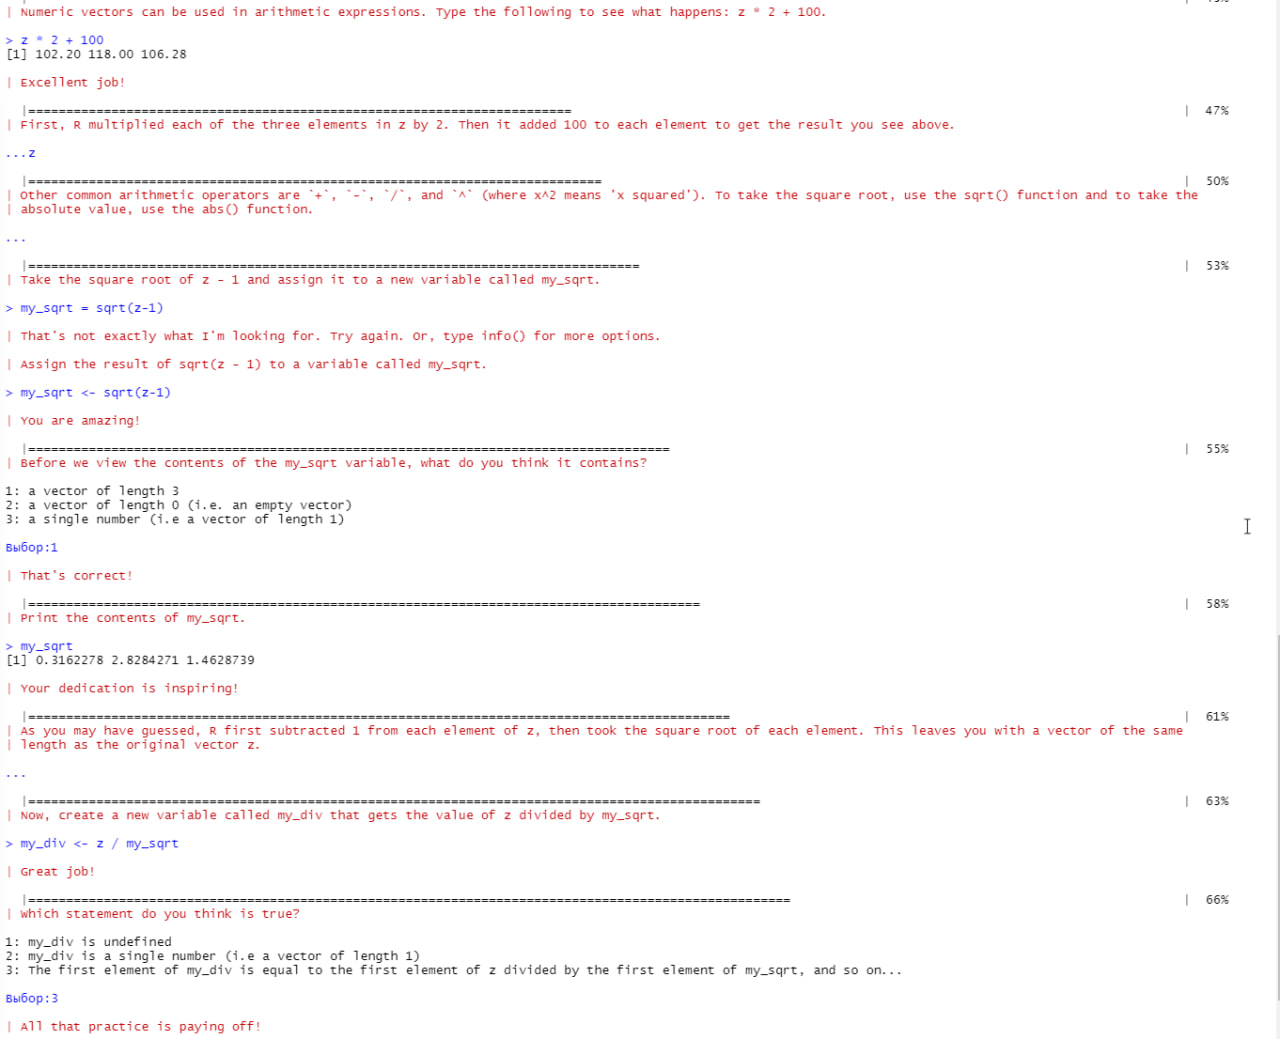 | Numeric vectors can be used in arithmetic expressions. Type the following to see what happens: z * 2 + 100.
> z * 2 + 100
[1] 102.20 118.00 106.28
| Excellent job!
|======================================================================== | 47%
| First, R multiplied each of the three elements in z by 2. Then it added 100 to each element to get the result you see above.
...z
|============================================================================ | 50%
| Other common arithmetic operators are `+`, `-`, `/`, and `^` (where x^2 means 'x squared'). To take the square root, use the sqrt() function and to take the
| absolute value, use the abs() function.
...
|================================================================================= | 53%
| Take the square root of z - 1 and assign it to a new variable called my_sqrt.
> my_sqrt = sqrt(z-1)
| That's not exactly what I'm looking for. Try again. Or, type info() for more options.
| Assign the result of sqrt(z - 1) to a variable called my_sqrt.
> my_sqrt <- sqrt(z-1)
| You are amazing!
|===================================================================================== | 55%
| Before we view the contents of the my_sqrt variable, what do you think it contains?
1: a vector of length 3
2: a vector of length 0 (i.e. an empty vector)
3: a single number (i.e a vector of length 1)
Выбор:1
| That's correct!
|========================================================================================= | 58%
| Print the contents of my_sqrt.
> my_sqrt
[1] 0.3162278 2.8284271 1.4628739
| Your dedication is inspiring!
|============================================================================================= | 61%
| As you may have guessed, R first subtracted 1 from each element of z, then took the square root of each element. This leaves you with a vector of the same
| length as the original vector z.
...
|================================================================================================= | 63%
| Now, create a new variable called my_div that gets the value of z divided by my_sqrt.
> my_div <- z / my_sqrt
| Great job!
|===================================================================================================== | 66%
| Which statement do you think is true?
1: my_div is undefined
2: my_div is a single number (i.e a vector of length 1)
3: The first element of my_div is equal to the first element of z divided by the first element of my_sqrt, and so on...
Выбор:3
| All that practice is paying off!